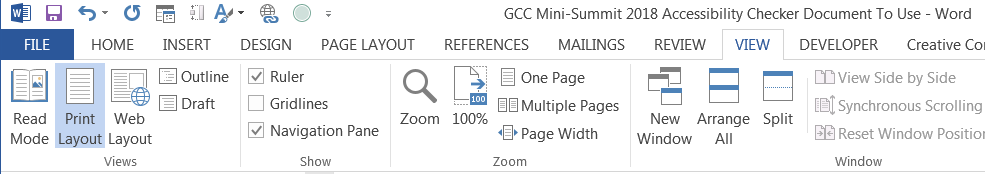 GCC Mini-Summit 2018 Accessibility Checker Document To Use - Word
FILE HOME INSERT DESIGN PAGE LAYOUT REFERENCES MAILINGS REVIEW VIEW DEVELOPER Creative Con
Read Mode
Print Layout
Web Layout
Outline
Draft
Views
Ruler
Gridlines
Navigation Pane
Show
Zoom
100
100%
One Page
Multiple Pages
Page Width
Zoom
New Window
Arrange All
Split
View Side by Side
Synchronous Scrolling
Reset Window Position
Window